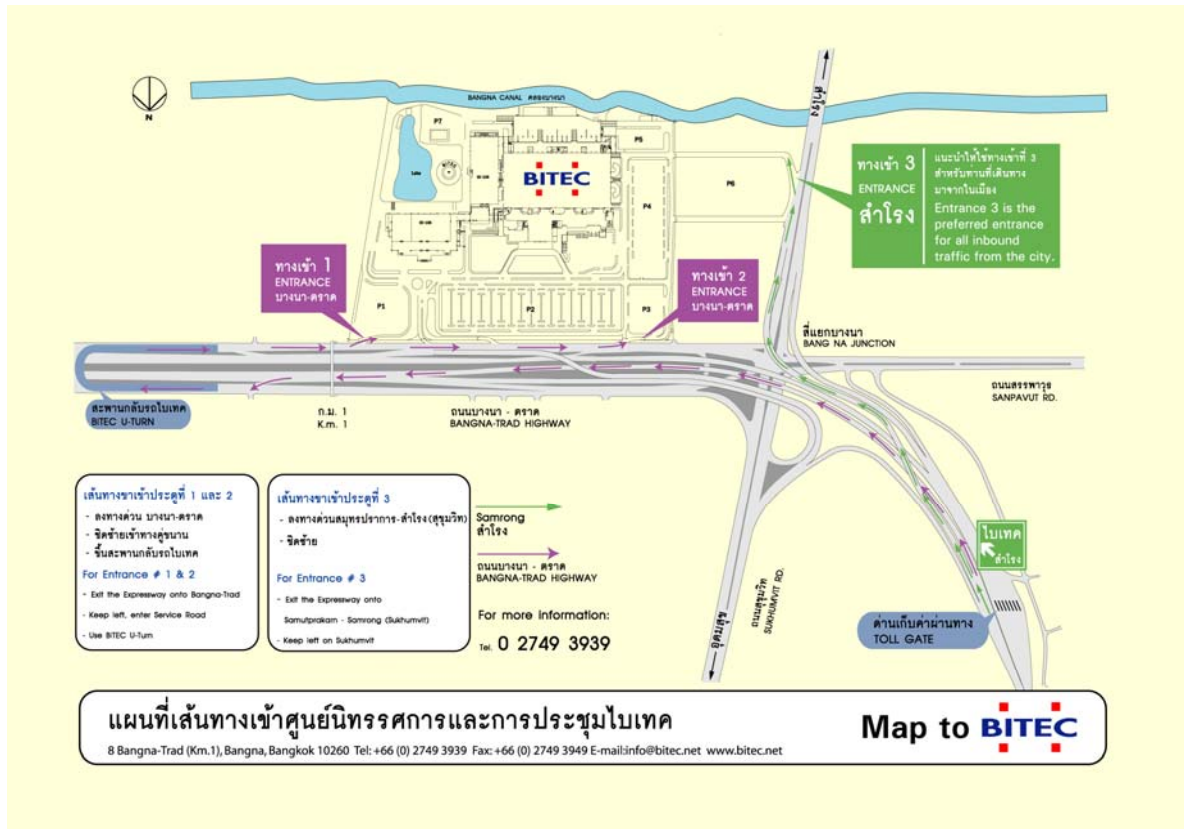 N
BANGNA CANAL คลองบางนา
สำโรง
P7
P5
Lake
BITEC
P6
P4
ทางเข้า 3
ENTRANCE
สำโรง
แนะนำให้ใช้ทางเข้าที่ 3
สำหรับท่านที่เดินทาง
มาจากในเมือง
Entrance 3 is the
preferred entrance
for all inbound
traffic from the city.
ทางเข้า 1
ENTRANCE
บางนา-ตราด
ทางเข้า 2
ENTRANCE
บางนา-ตราด
P1
P2
P3
สี่แยกบางนา
BANG NA JUNCTION
ถนนสรรพาวุธ
SANPAVUT RD.
สะพานกลับรถไบเทค
BITEC U-TURN
ก.ม. 1
K.m. 1
ถนนบางนา - ตราด
BANGNA-TRAD HIGHWAY
เส้นทางขาเข้าประตูที่ 1 และ 2
- ลงทางด่วน บางนา-ตราด
- ชิดซ้ายเข้าทางคู่ขนาน
- ขึ้นสะพานกลับรถไบเทค
For Entrance # 1 & 2
- Exit the Expressway onto Bangna-Trad
- Keep left, enter Service Road
- Use BITEC U-Turn
เส้นทางขาเข้าประตูที่ 3
- ลงทางด่วนสมุทรปราการ-สำโรง(สุขุมวิท)
- ชิดซ้าย
For Entrance # 3
- Exit the Expressway onto
Samutprakarn - Samrong (Sukhumvit)
- Keep left on Sukhumvit
Samrong
สำโรง
ถนนบางนา - ตราด
BANGNA-TRAD HIGHWAY
For more information:
Tel. 0 2749 3939
อุดมสุข
ถนนสุขุมวิท
SUKHUMVIT RD.
ไบเทค
สำโรง
ด่านเก็บค่าผ่านทาง
TOLL GATE
แผนที่เส้นทางเข้าศูนย์นิทรรศการและการประชุมไบเทค
8 Bangna-Trad (Km.1), Bangna, Bangkok 10260 Tel: +66 (0) 2749 3939 Fax: +66 (0) 2749 3949 E-mail:info@bitec.net www.bitec.net
Map to BITEC